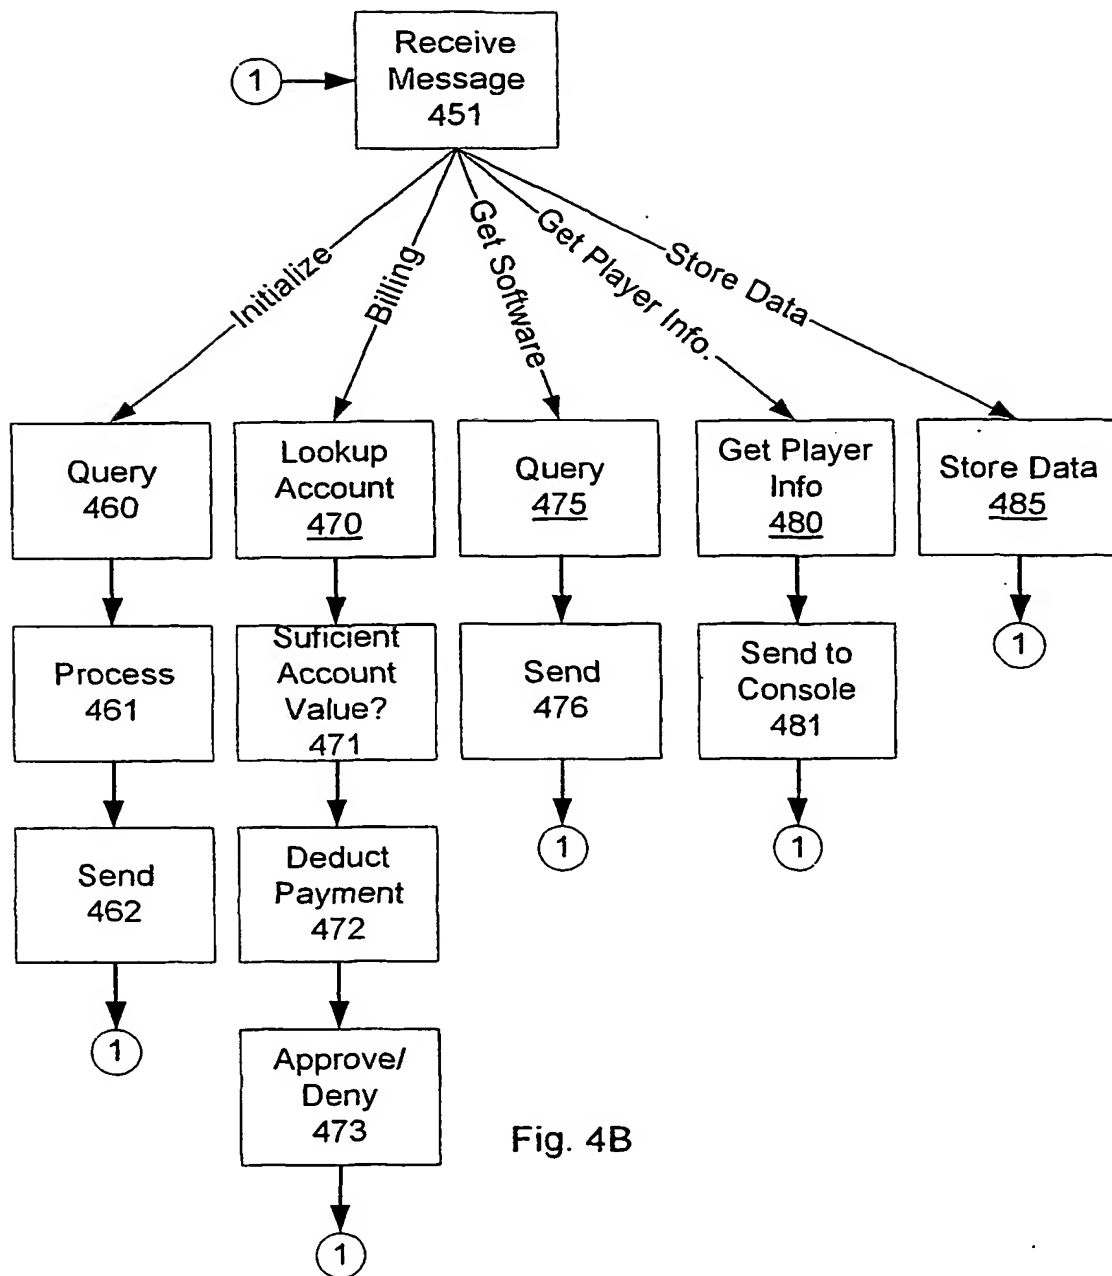 Receive
Message
451
1
Initialize
Billing
Get Software
Get Player Info.
Store Data
Query
460
Lookup
Account
470
Query
475
Get Player
Info
480
Store Data
485
Process
461
Suficient
Account
Value?
471
Send
476
Send to
Console
481
1
Send
462
Deduct
Payment
472
1
1
1
Approve/
Deny
473
1
Fig. 4B